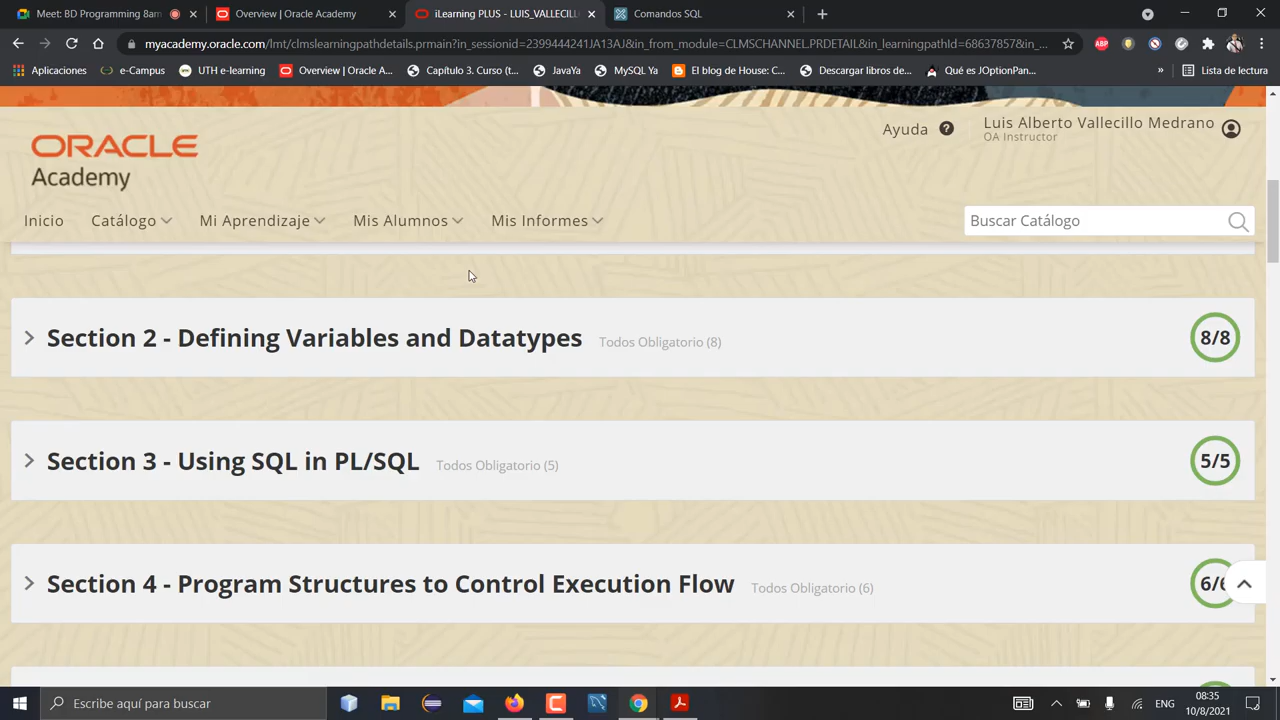 Meet: BD Programming 8am
Overview | Oracle Academy
iLearning PLUS - LUIS_VALLECILL
Comandos SQL
myacademy.oracle.com/lmt/clmslearningpathdetails.prmain?in_sessionid=2399444241JA13AJ&in_from_module=CLMSCHANNEL.PRDETAIL&in_learningpathId=68637857&in_...
Aplicaciones
e-Campus
UTH e-learning
Overview | Oracle A...
Capítulo 3. Curso (t...
JavaYa
MySQL Ya
El blog de House: C...
Descargar libros de...
Qué es JOptionPan...
»
Lista de lectura
ORACLE
Academy
Ayuda
Luis Alberto Vallecillo Medrano
OA Instructor
Inicio
Catálogo
Mi Aprendizaje
Mis Alumnos
Mis Informes
Buscar Catálogo
Section 2 - Defining Variables and Datatypes Todos Obligatorio (8) 8/8
Section 3 - Using SQL in PL/SQL Todos Obligatorio (5) 5/5
Section 4 - Program Structures to Control Execution Flow Todos Obligatorio (6) 6/6
Escribe aquí para buscar
ENG
08:35
10/8/2021